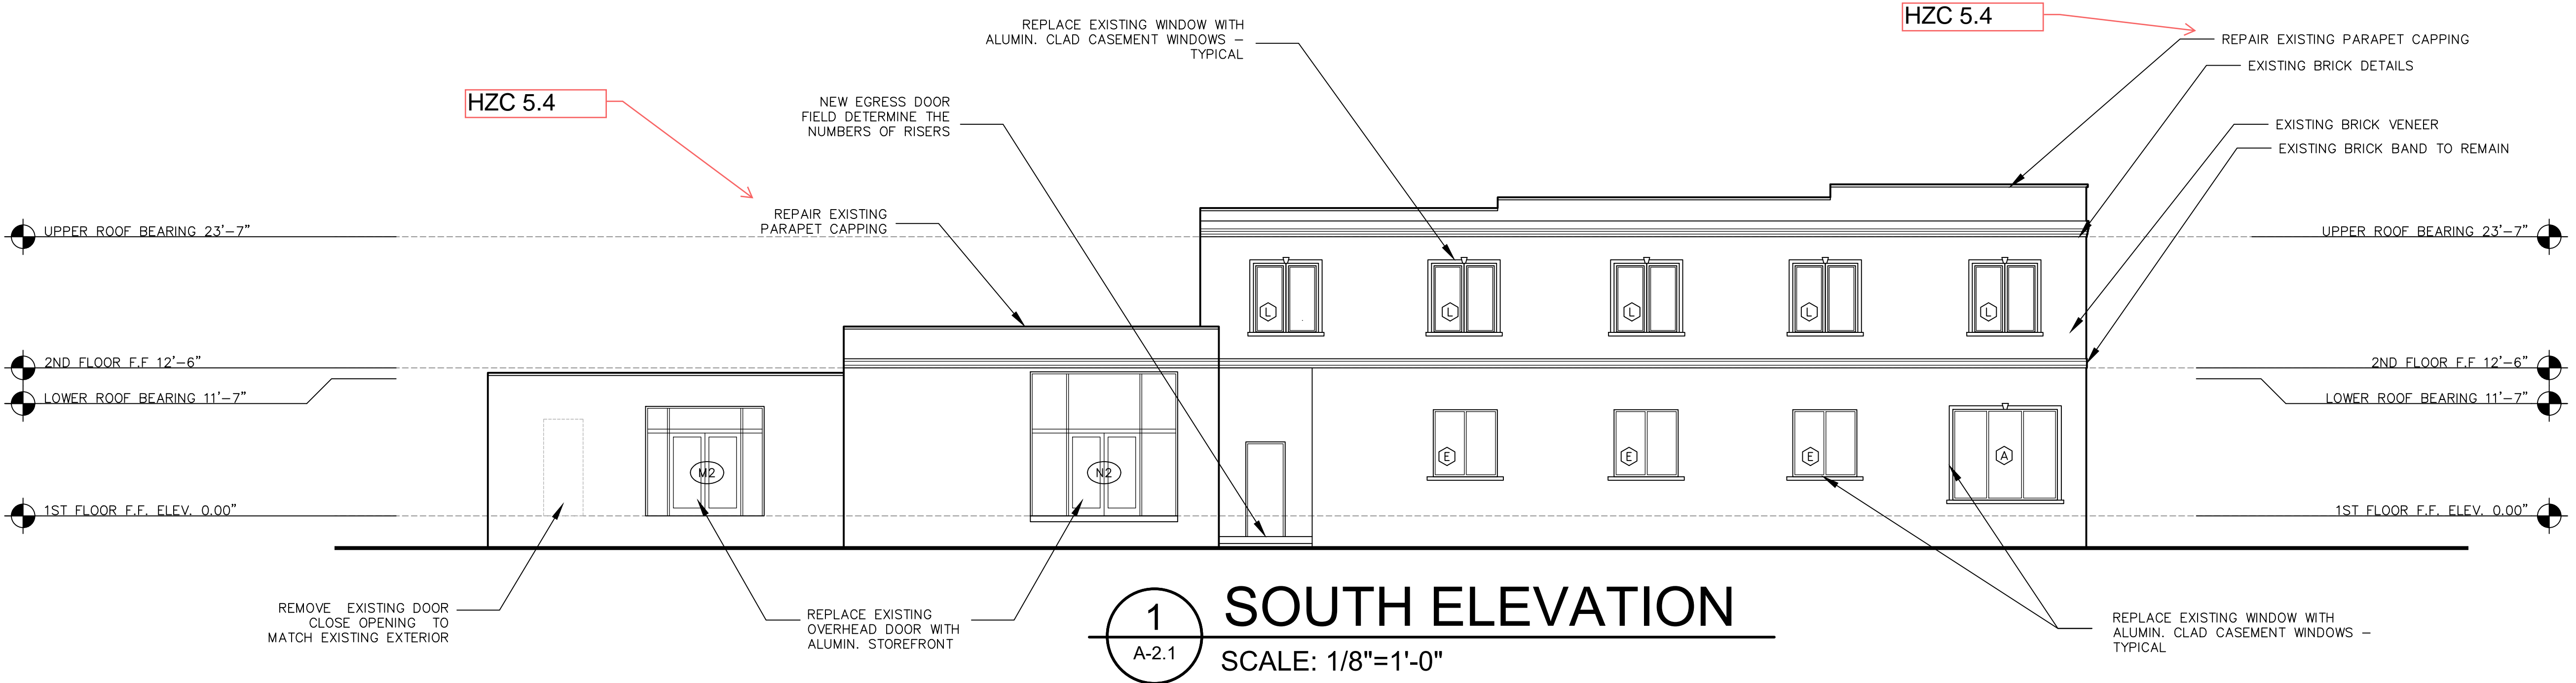 HZC 5.4
REPAIR EXISTING PARAPET CAPPING
EXISTING BRICK DETAILS
EXISTING BRICK VENEER
EXISTING BRICK BAND TO REMAIN
REPLACE EXISTING WINDOW WITH
ALUMIN. CLAD CASEMENT WINDOWS –
TYPICAL
HZC 5.4
NEW EGRESS DOOR
FIELD DETERMINE THE
NUMBERS OF RISERS
REPAIR EXISTING
PARAPET CAPPING
UPPER ROOF BEARING 23'–7"
UPPER ROOF BEARING 23'–7"
L
L
L
L
L
2ND FLOOR F.F 12'–6"
2ND FLOOR F.F 12'–6"
LOWER ROOF BEARING 11'–7"
LOWER ROOF BEARING 11'–7"
M2
N2
E
E
E
A
1ST FLOOR F.F. ELEV. 0.00"
1ST FLOOR F.F. ELEV. 0.00"
REMOVE EXISTING DOOR
CLOSE OPENING TO
MATCH EXISTING EXTERIOR
REPLACE EXISTING
OVERHEAD DOOR WITH
ALUMIN. STOREFRONT
1
A-2.1
SOUTH ELEVATION
SCALE: 1/8"=1'-0"
REPLACE EXISTING WINDOW WITH
ALUMIN. CLAD CASEMENT WINDOWS –
TYPICAL